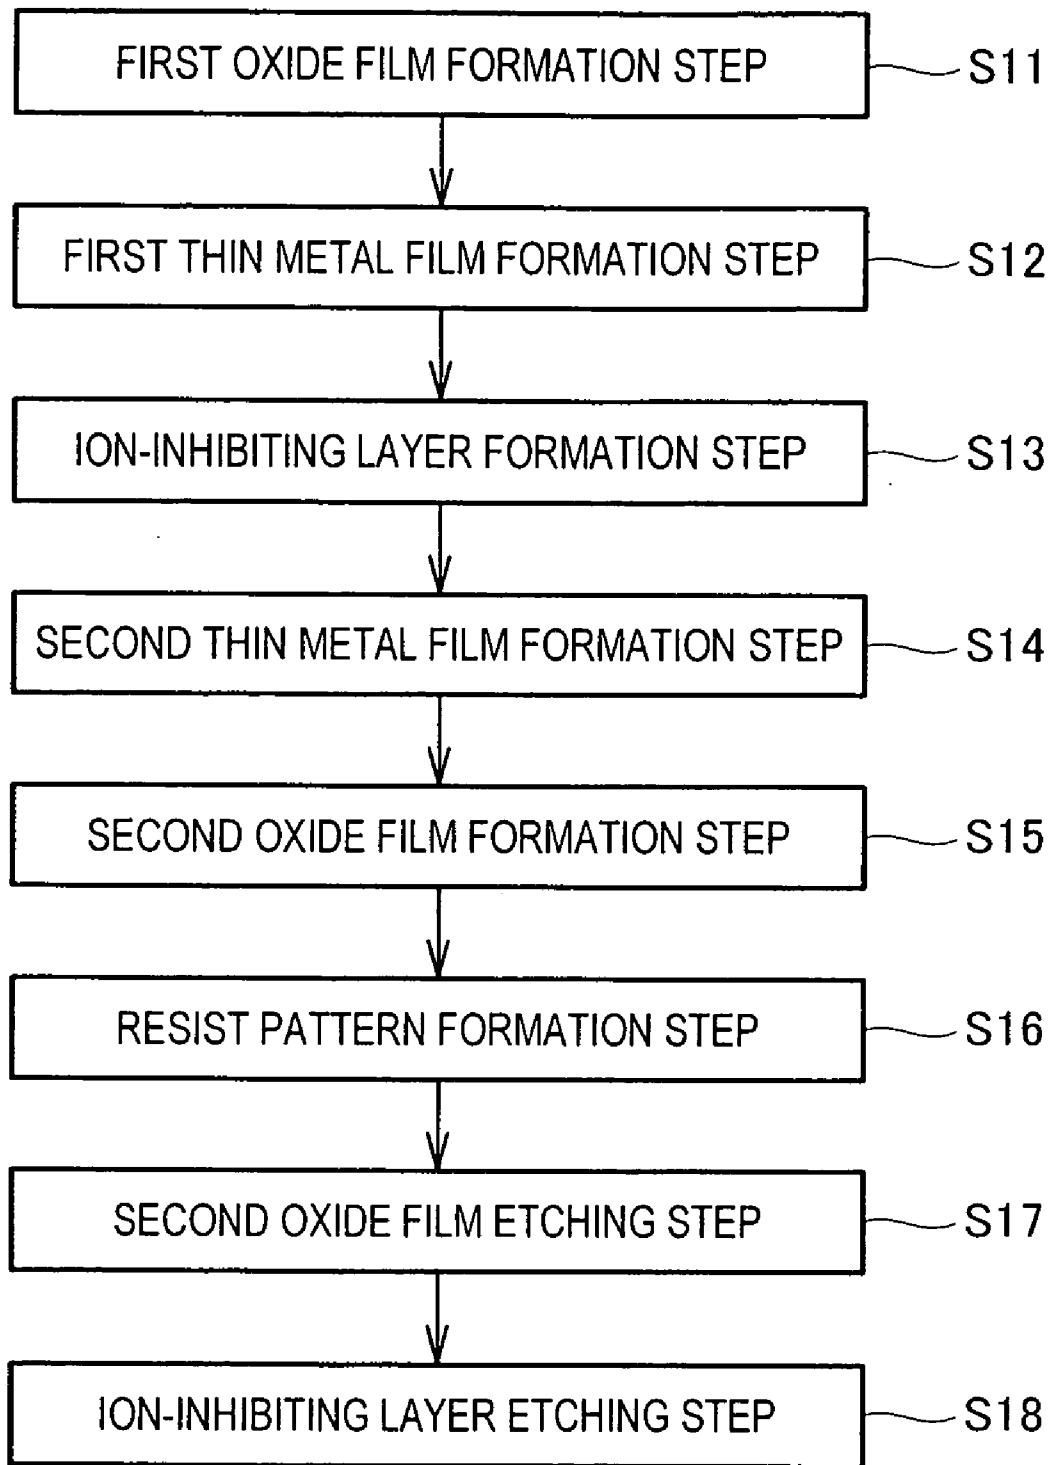 FIRST OXIDE FILM FORMATION STEP S11
FIRST THIN METAL FILM FORMATION STEP S12
ION-INHIBITING LAYER FORMATION STEP S13
SECOND THIN METAL FILM FORMATION STEP S14
SECOND OXIDE FILM FORMATION STEP S15
RESIST PATTERN FORMATION STEP S16
SECOND OXIDE FILM ETCHING STEP S17
ION-INHIBITING LAYER ETCHING STEP S18